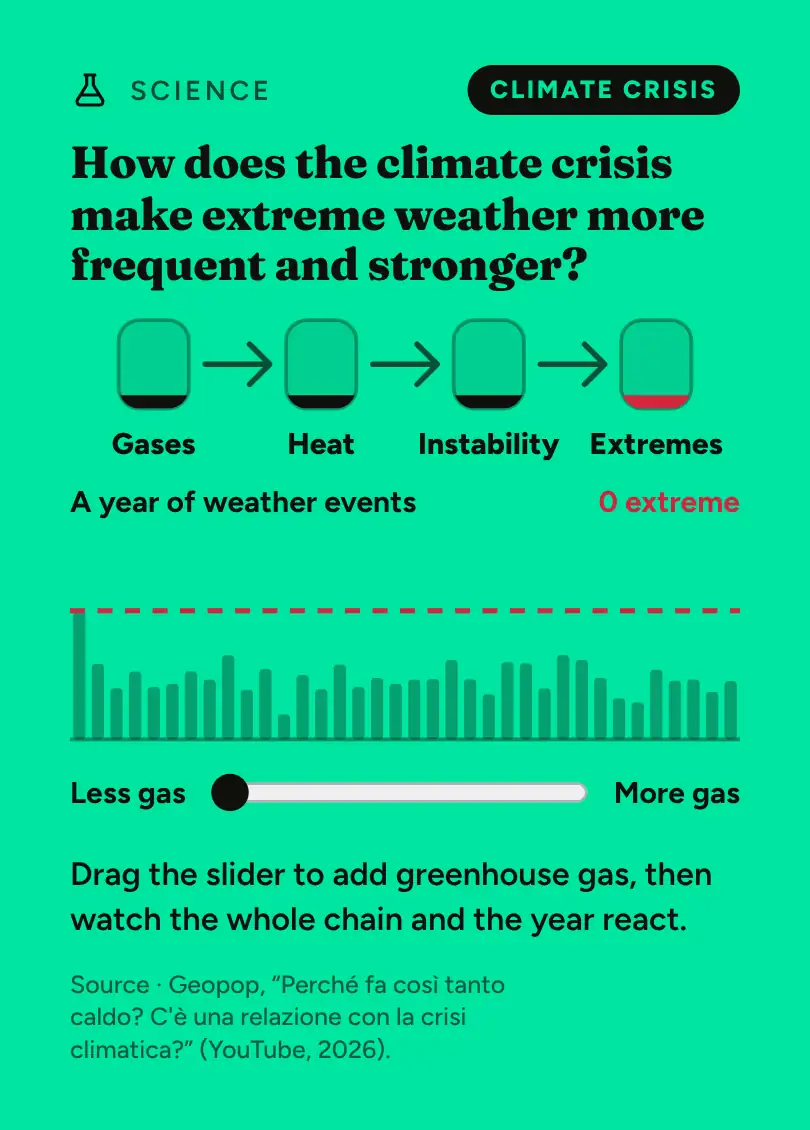 SCIENCE
CLIMATE CRISIS
How does the climate crisis
make extreme weather more
frequent and stronger?
Gases
Heat
Instability
Extremes
A year of weather events
0 extreme
Less gas
More gas
Drag the slider to add greenhouse gas, then
watch the whole chain and the year react.
Source · Geopop, “Perché fa così tanto
caldo? C'è una relazione con la crisi
climatica?” (YouTube, 2026).